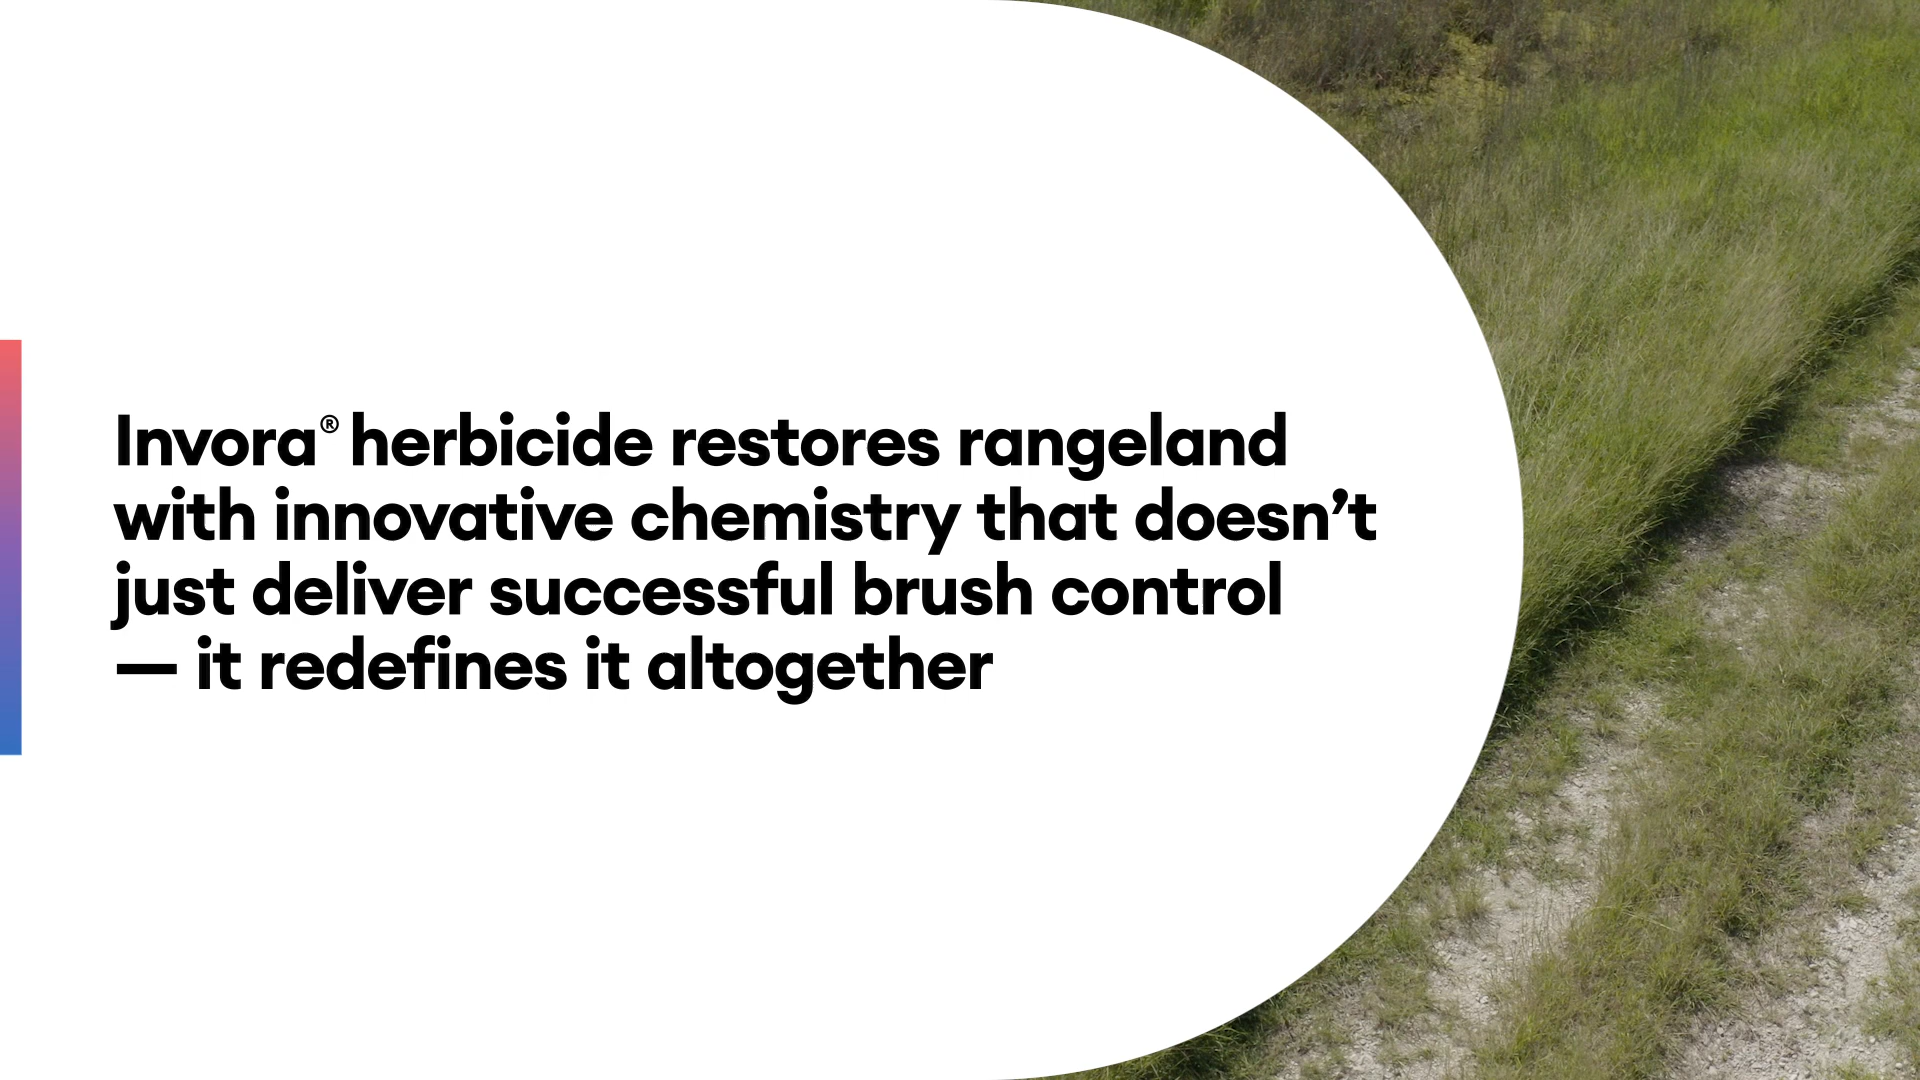 Invora® herbicide restores rangeland
with innovative chemistry that doesn’t
just deliver successful brush control
— it redefines it altogether